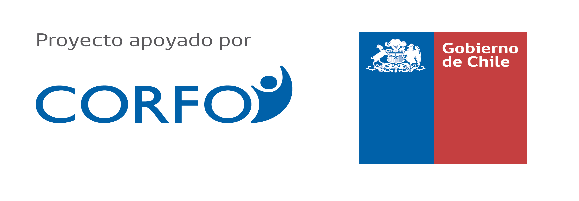 Proyecto apoyado por
CORFO
Gobierno
de Chile